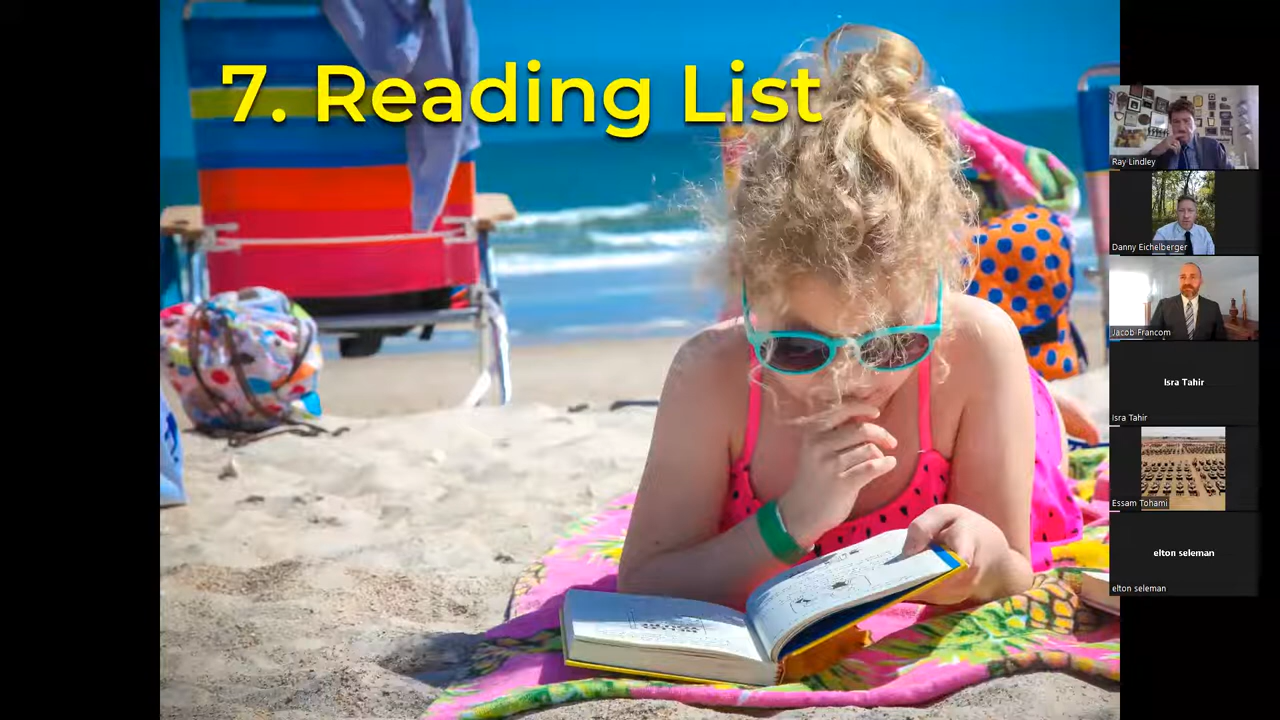 7. Reading List
Ray Lindley
Danny Eichelberger
Jacob Francom
Isra Tahir
Isra Tahir
Essam Tohami
elton seleman
elton seleman